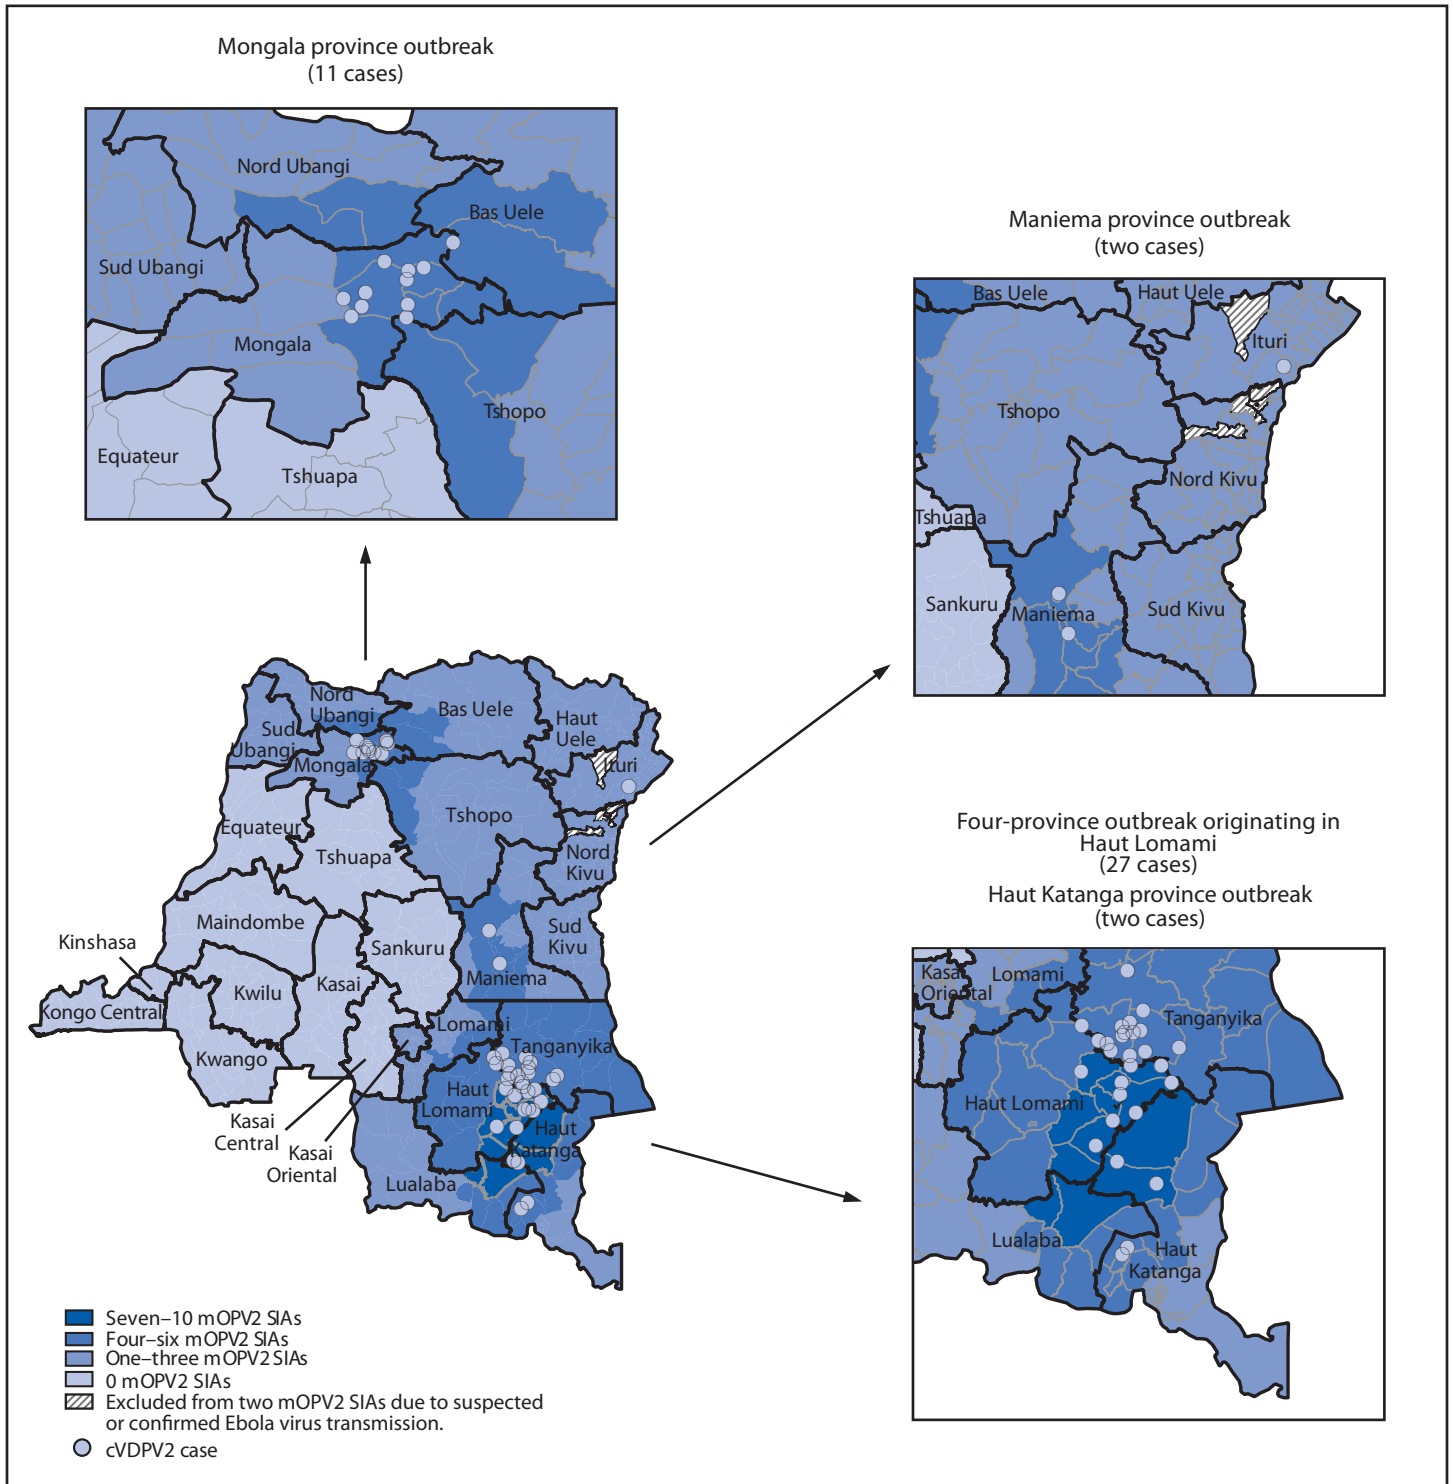 Mongala province outbreak
(11 cases)
Nord Ubangi
Bas Uele
Sud Ubangi
Mongala
Tshopo
Equateur
Tshuapa
Maniema province outbreak
(two cases)
Bas Uele
Haut Uele
Ituri
Tshopo
Nord Kivu
Tshuapa
Sankuru
Maniema
Sud Kivu
Nord
Ubangi
Bas Uele
Sud
Ubangi
Haut
Uele
Mongala
Ituri
Equateur
Tshopo
Tshuapa
Nord
Kivu
Maindombe
Sankuru
Sud
Kivu
Kinshasa
Maniema
Kasai
Kwilu
Kongo Central
Lomami
Tanganyika
Kwango
Haut
Lomami
Kasai
Central
Kasai
Oriental
Haut
Katanga
Lualaba
Four-province outbreak originating in
Haut Lomami
(27 cases)
Haut Katanga province outbreak
(two cases)
Kasai
Oriental
Lomami
Tanganyika
Haut Lomami
Lualaba
Haut
Katanga
Seven–10 mOPV2 SIAs
Four–six mOPV2 SIAs
One–three mOPV2 SIAs
0 mOPV2 SIAs
Excluded from two mOPV2 SIAs due to suspected
or confirmed Ebola virus transmission.
cVDPV2 case